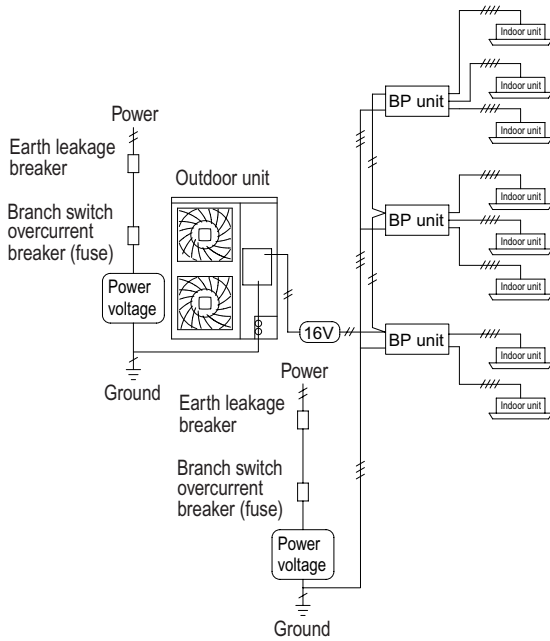 Power
Earth leakage
breaker
Branch switch
overcurrent
breaker (fuse)
Power
voltage
Ground
Outdoor unit
16V
Power
Earth leakage
breaker
Branch switch
overcurrent
breaker (fuse)
Power
voltage
Ground
BP unit
Indoor unit
Indoor unit
Indoor unit
BP unit
Indoor unit
Indoor unit
Indoor unit
BP unit
Indoor unit
Indoor unit